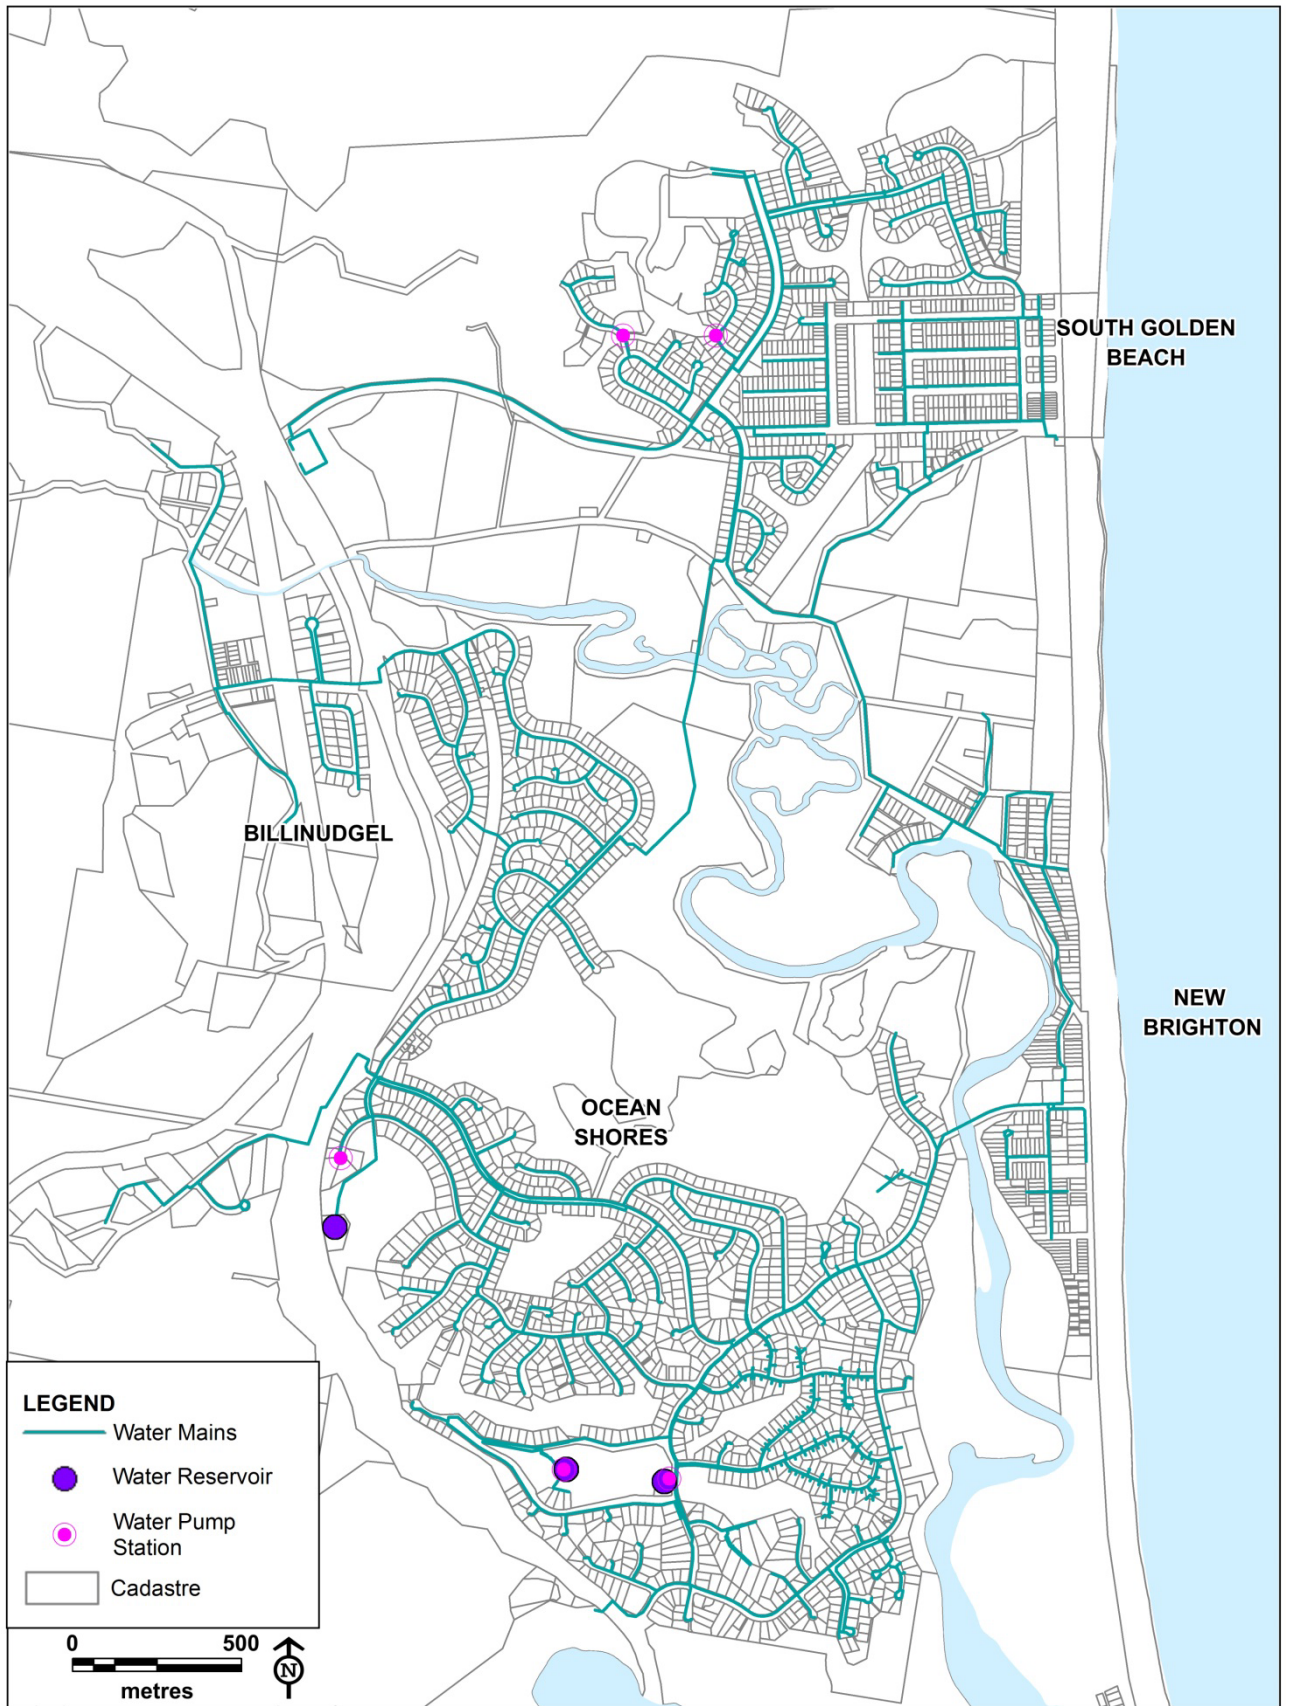 SOUTH GOLDEN
BEACH
BILLINUDGEL
NEW
BRIGHTON
OCEAN
SHORES
LEGEND
Water Mains
Water Reservoir
Water Pump
Station
Cadastre
0 500
N
metres